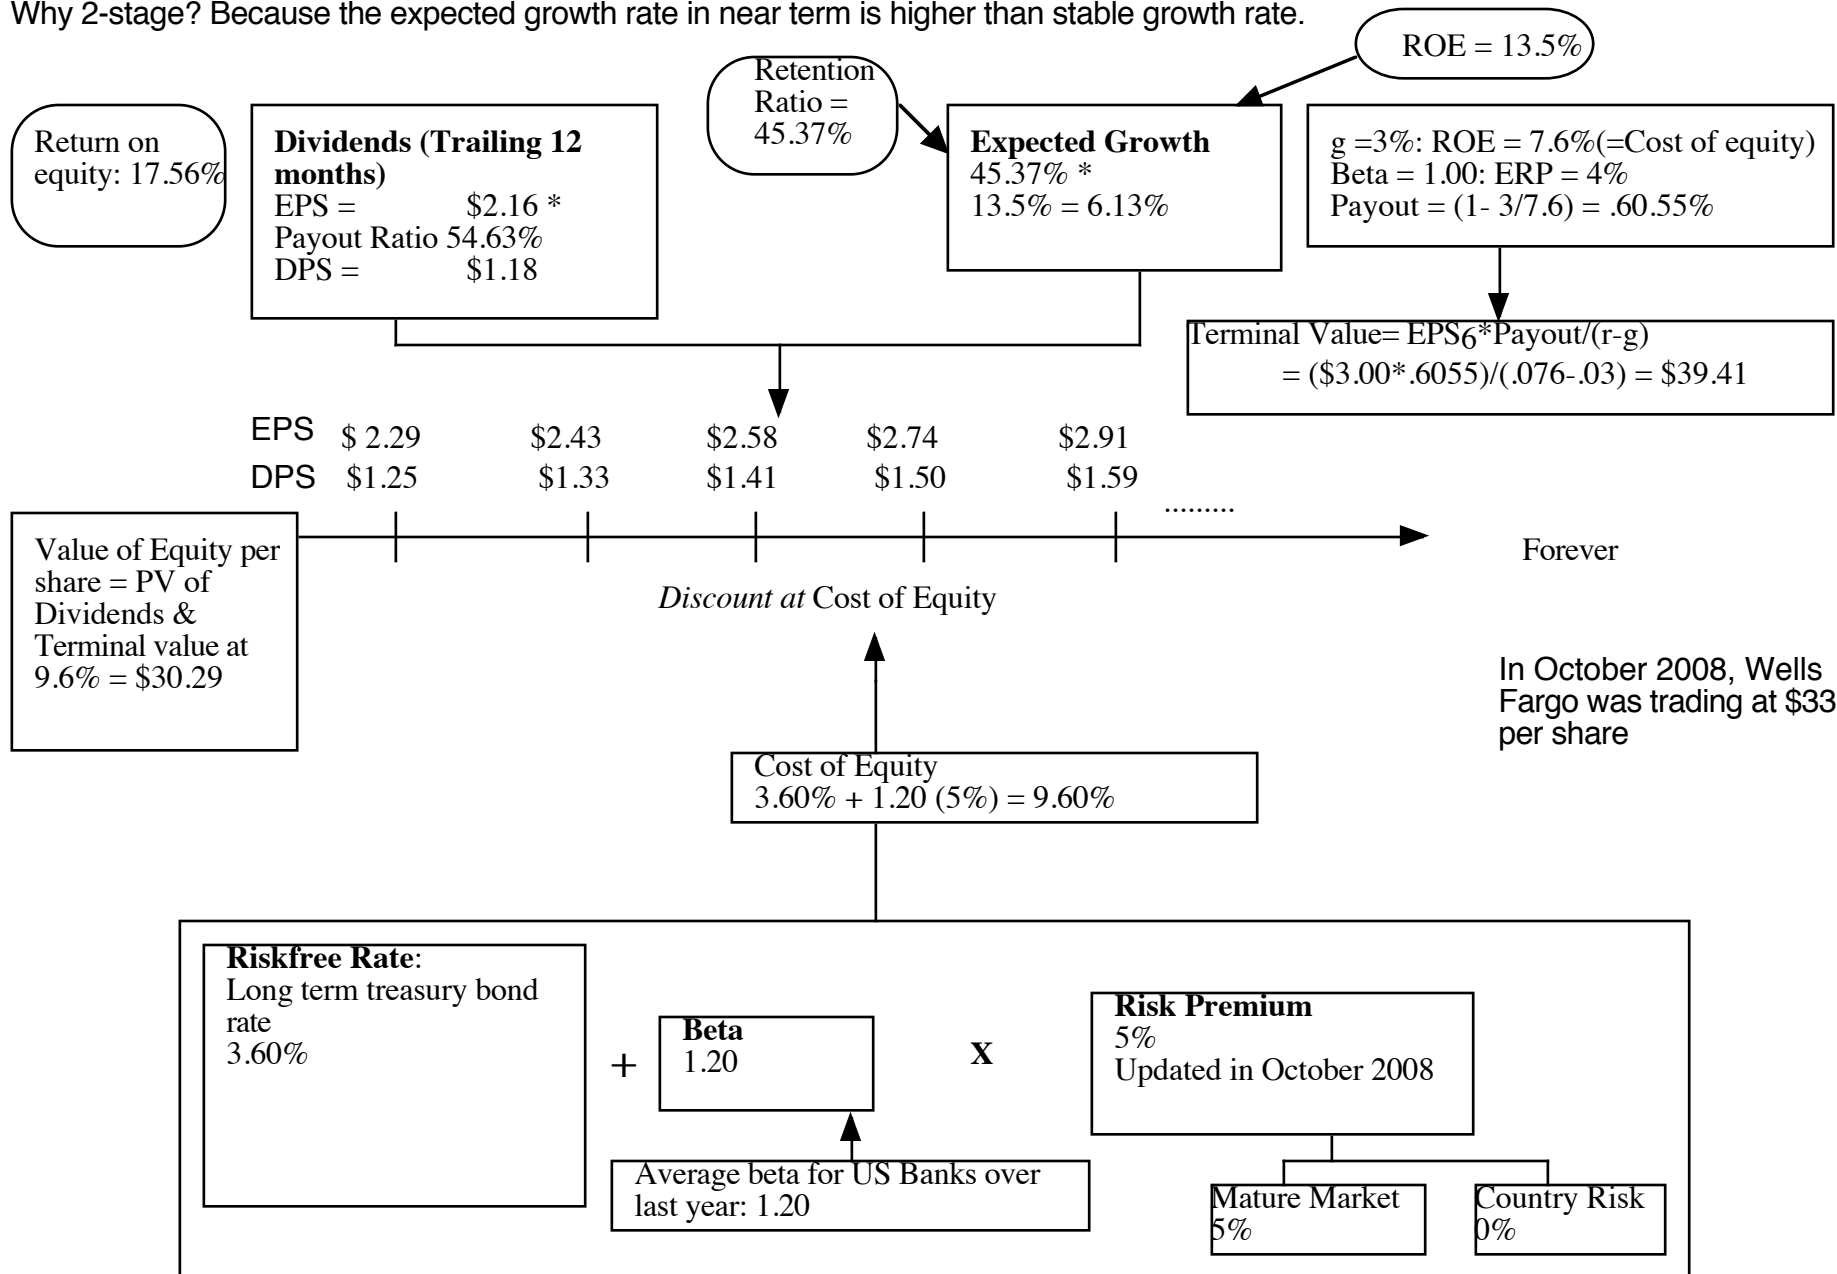 Why 2-stage? Because the expected growth rate in near term is higher than stable growth rate.
ROE = 13.5%
Retention
Ratio =
45.37%
Return on
equity: 17.56%
Dividends (Trailing 12
months)
EPS = $2.16 *
Payout Ratio 54.63%
DPS = $1.18
Expected Growth
45.37% *
13.5% = 6.13%
g =3%: ROE = 7.6%(=Cost of equity)
Beta = 1.00: ERP = 4%
Payout = (1- 3/7.6) = .60.55%
Terminal Value= EPS6*Payout/(r-g)
= ($3.00*.6055)/(.076-.03) = $39.41
EPS $ 2.29 $2.43 $2.58 $2.74 $2.91
DPS $1.25 $1.33 $1.41 $1.50 $1.59
.........
Forever
Value of Equity per
share = PV of
Dividends &
Terminal value at
9.6% = $30.29
Discount at Cost of Equity
In October 2008, Wells
Fargo was trading at $33
per share
Cost of Equity
3.60% + 1.20 (5%) = 9.60%
Riskfree Rate:
Long term treasury bond
rate
3.60%
+
Beta
1.20
X
Risk Premium
5%
Updated in October 2008
Average beta for US Banks over
last year: 1.20
Mature Market
5%
Country Risk
0%